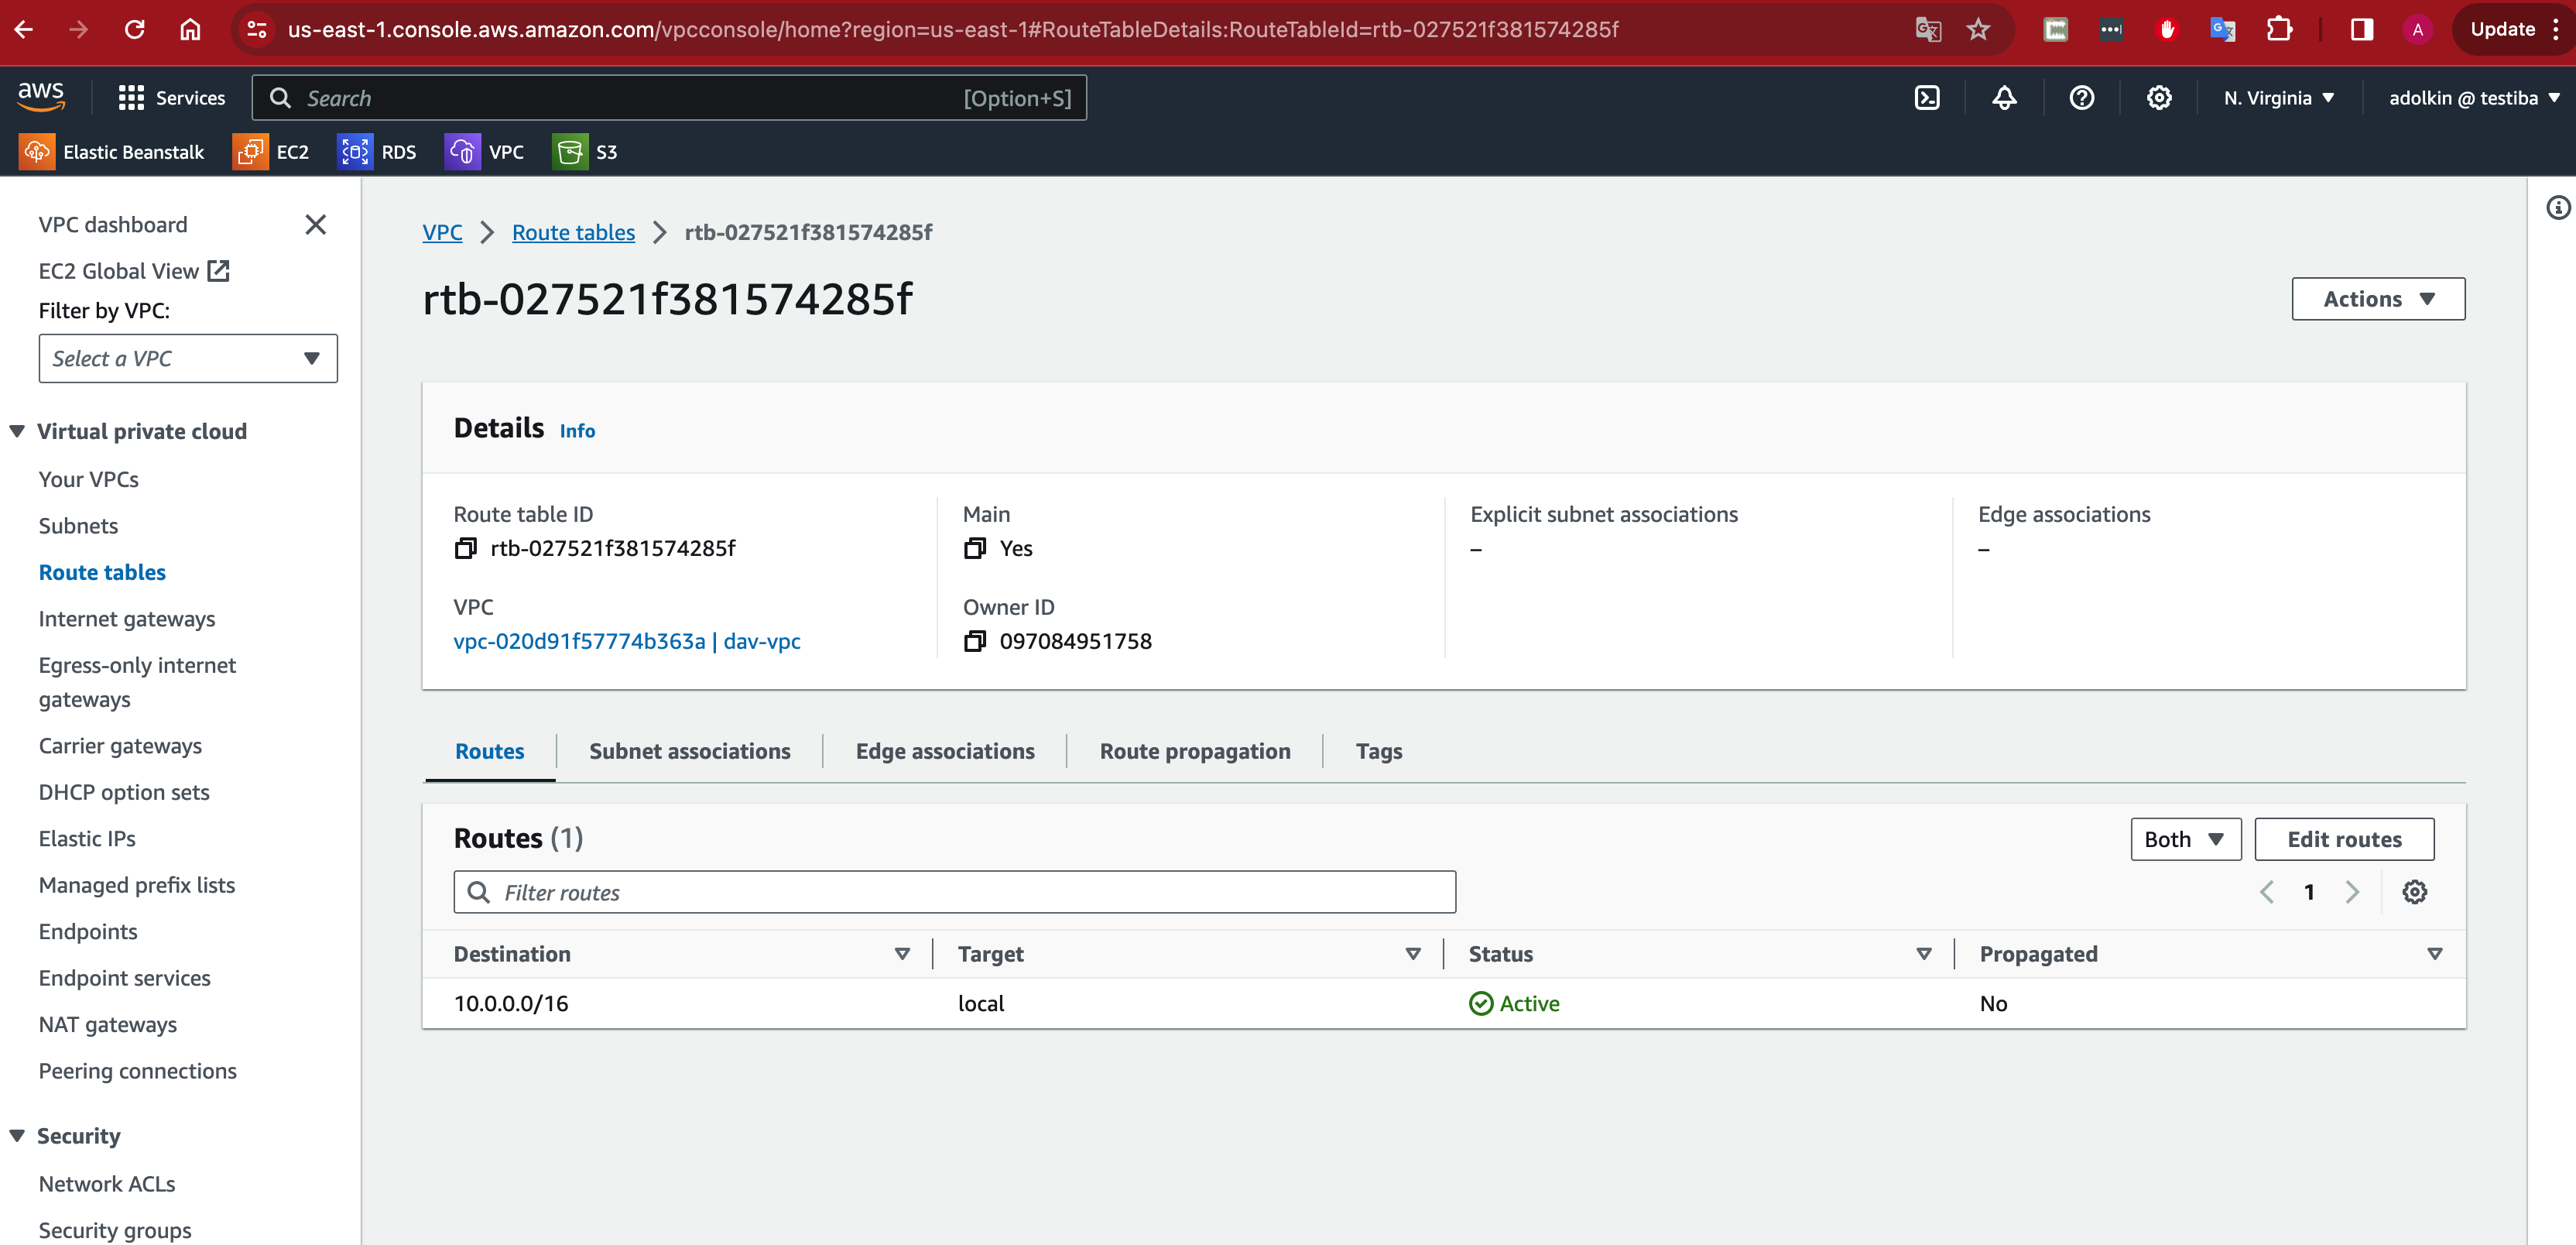 us-east-1.console.aws.amazon.com/vpcconsole/home?region=us-east-1#RouteTableDetails:RouteTableId=rtb-027521f381574285f
A
Update
aws
Services
Search
[Option+S]
N. Virginia
adolkin @ testiba
Elastic Beanstalk
EC2
RDS
VPC
S3
VPC dashboard
EC2 Global View
Filter by VPC:
Select a VPC
Virtual private cloud
Your VPCs
Subnets
Route tables
Internet gateways
Egress-only internet
gateways
Carrier gateways
DHCP option sets
Elastic IPs
Managed prefix lists
Endpoints
Endpoint services
NAT gateways
Peering connections
Security
Network ACLs
Security groups
VPC > Route tables > rtb-027521f381574285f
rtb-027521f381574285f
Actions
Details Info
Route table ID
rtb-027521f381574285f
Main
Yes
Explicit subnet associations
–
Edge associations
–
VPC
vpc-020d91f57774b363a | dav-vpc
Owner ID
097084951758
Routes
Subnet associations
Edge associations
Route propagation
Tags
Routes (1)
Both
Edit routes
Filter routes
1
Destination Target Status Propagated
10.0.0.0/16 local Active No